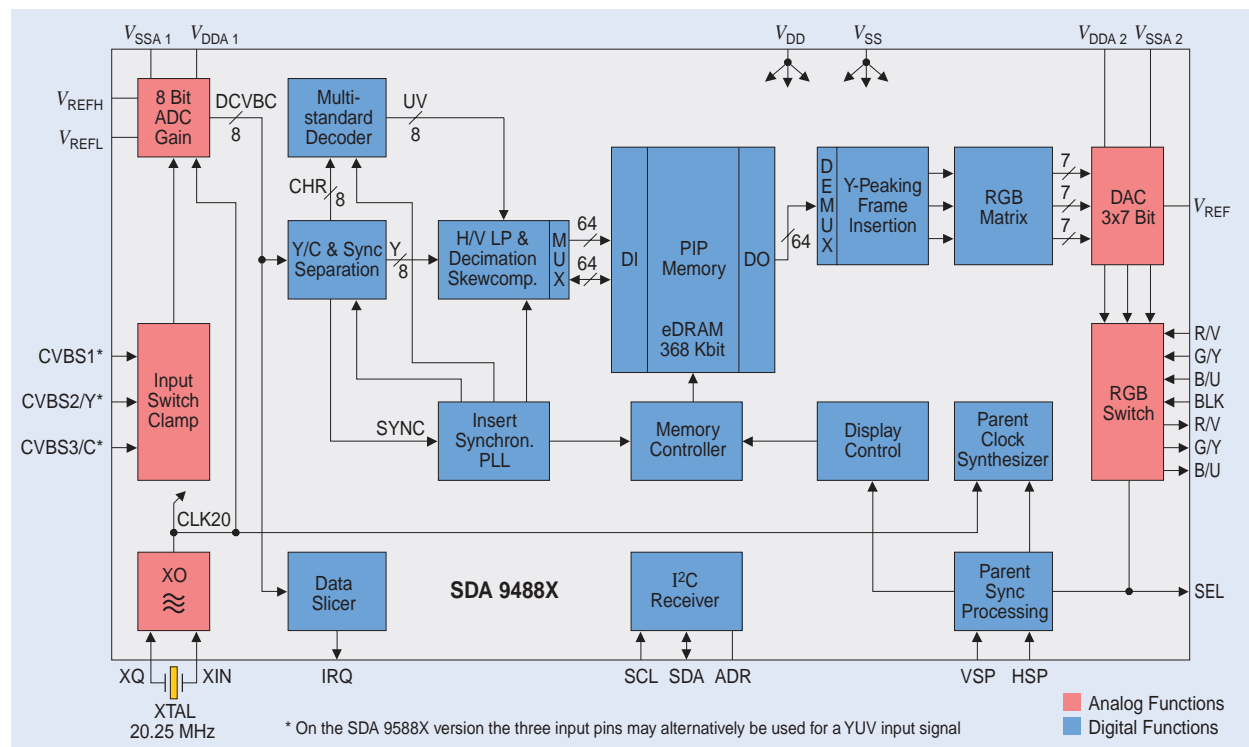 VSSA 1
VDDA 1
VDD
VSS
VDDA 2
VSSA 2
VREFH
VREFL
8 Bit
ADC
Gain
DCVBC
8
Multi-
standard
Decoder
UV
8
CHR
8
Y/C & Sync
Separation
Y
8
H/V LP &
Decimation
Skewcomp.
MUX
64
64
DI
PIP
Memory
eDRAM
368 Kbit
DO
64
DEMUX
Y-Peaking
Frame
Insertion
RGB
Matrix
7
7
7
DAC
3x7 Bit
VREF
CVBS1*
CVBS2/Y*
CVBS3/C*
Input
Switch
Clamp
SYNC
Insert
Synchron.
PLL
Memory
Controller
Display
Control
Parent
Clock
Synthesizer
RGB
Switch
R/V
G/Y
B/U
BLK
R/V
G/Y
B/U
CLK20
XO
Data
Slicer
SDA 9488X
I²C
Receiver
Parent
Sync
Processing
SEL
XQ
XIN
IRQ
SCL
SDA
ADR
VSP
HSP
XTAL
20.25 MHz
* On the SDA 9588X version the three input pins may alternatively be used for a YUV input signal
Analog Functions
Digital Functions